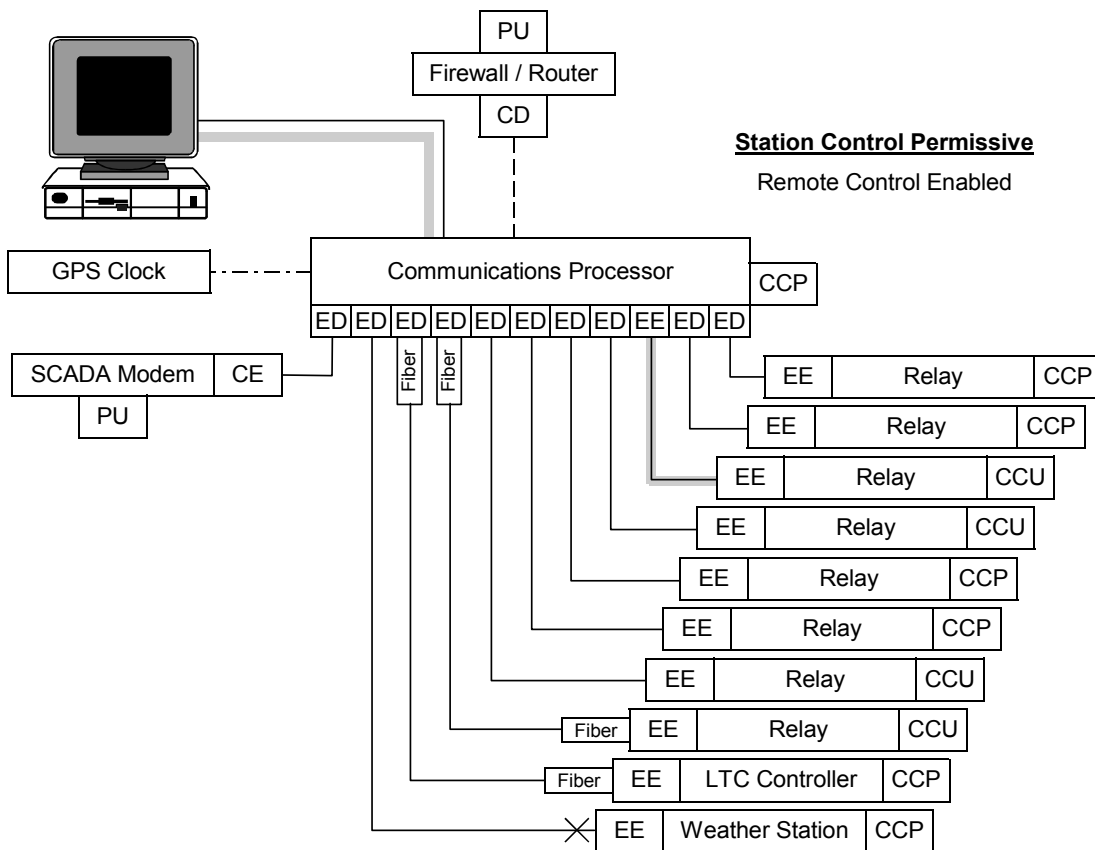 PU
Firewall / Router
CD
Station Control Permissive
Remote Control Enabled
GPS Clock
Communications Processor
CCP
ED ED ED ED ED ED ED ED EE ED ED
Fiber Fiber
SCADA Modem CE
PU
EE Relay CCP
EE Relay CCP
EE Relay CCU
EE Relay CCU
EE Relay CCP
EE Relay CCP
EE Relay CCU
Fiber EE Relay CCU
Fiber EE LTC Controller CCP
EE Weather Station CCP